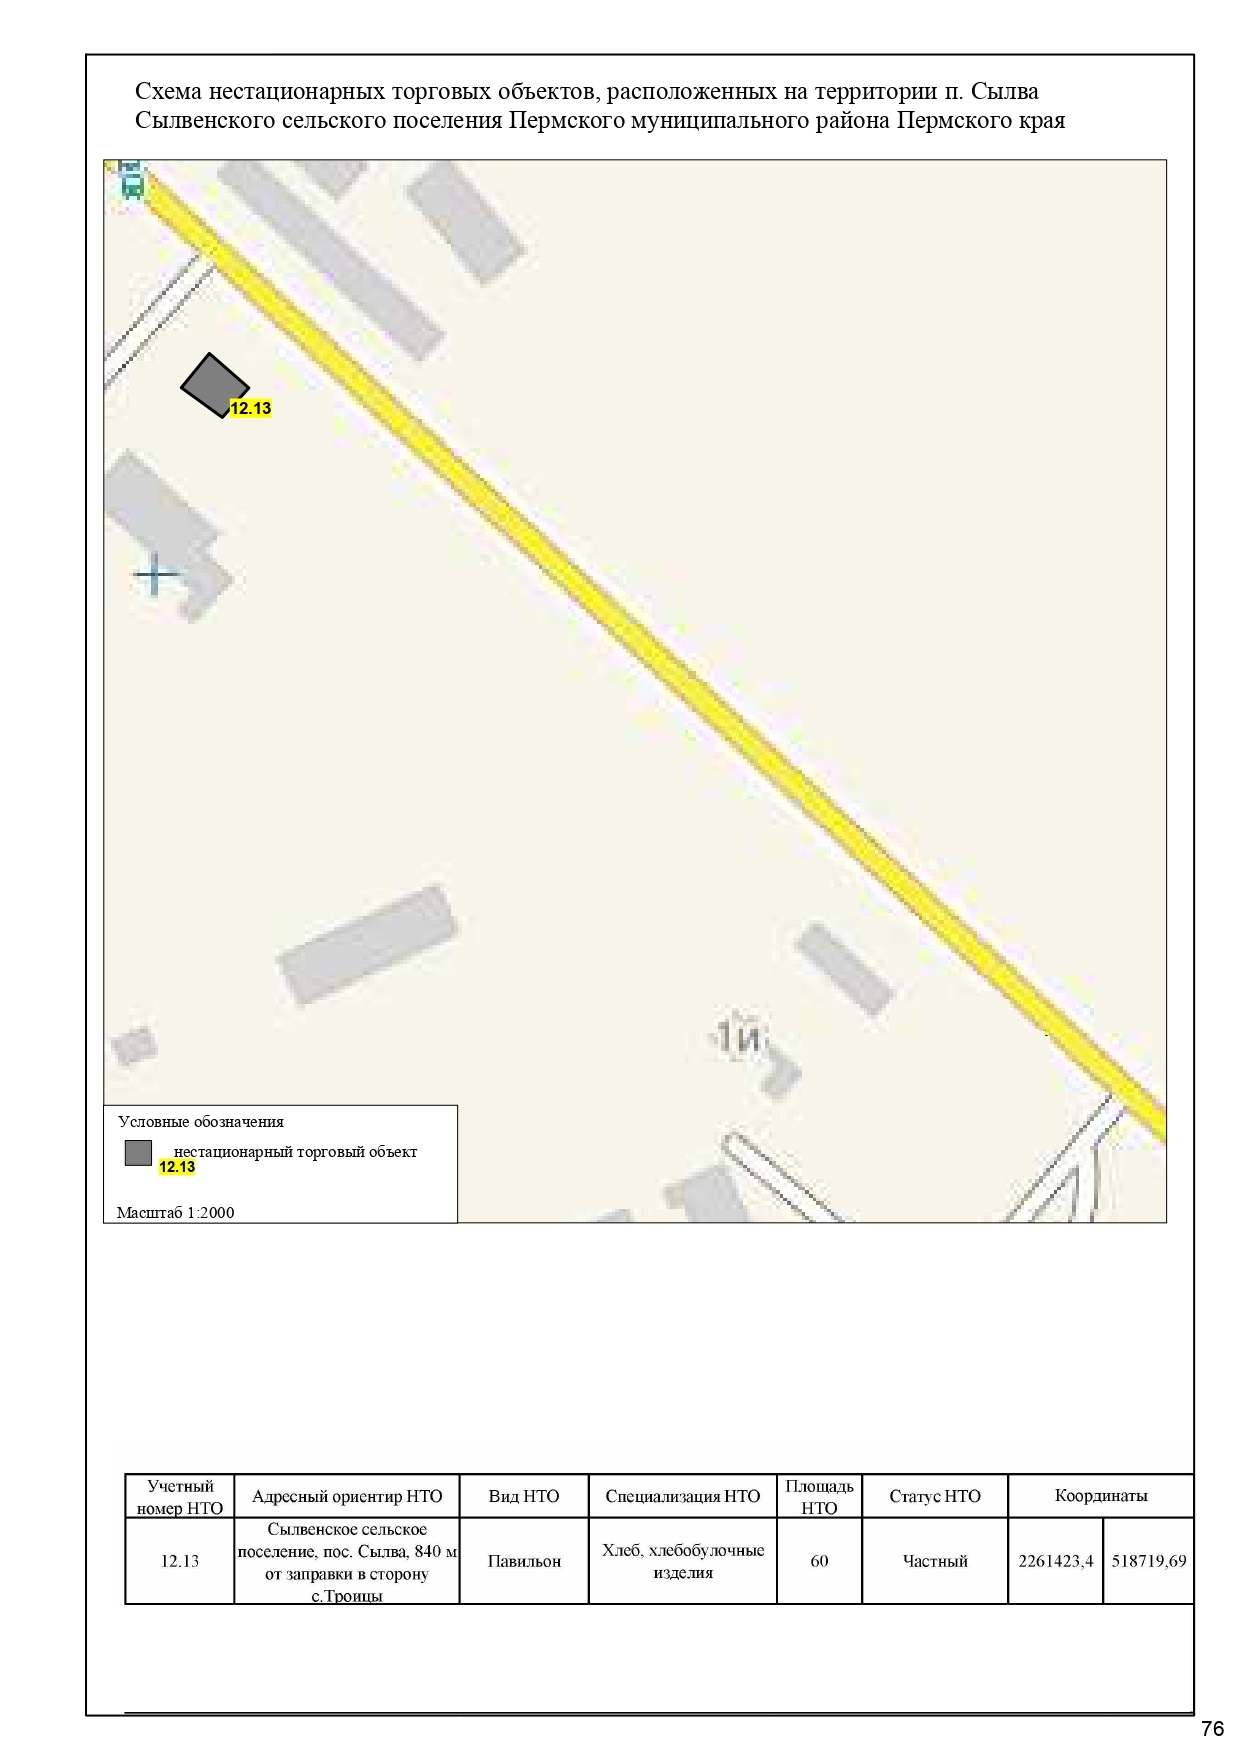 Схема нестационарных торговых объектов, расположенных на территории п. Сылва
Сылвенского сельского поселения Пермского муниципального района Пермского края
12.13
1и
Условные обозначения
нестационарный торговый объект
12.13
Масштаб 1:2000
Учетный номер НТО Адресный ориентир НТО Вид НТО Специализация НТО Площадь НТО Статус НТО Координаты
12.13 Сылвенское сельское поселение, пос. Сылва, 840 м от заправки в сторону с.Троицы Павильон Хлеб, хлебобулочные изделия 60 Частный 2261423,4 518719,69
76